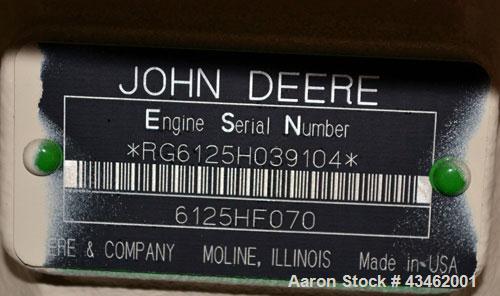 JOHN DEERE
Engine Serial Number
*RG6125H039104*
6125HF070
ERE & COMPANY MOLINE, ILLINOIS Made in USA
Aaron Stock # 43462001